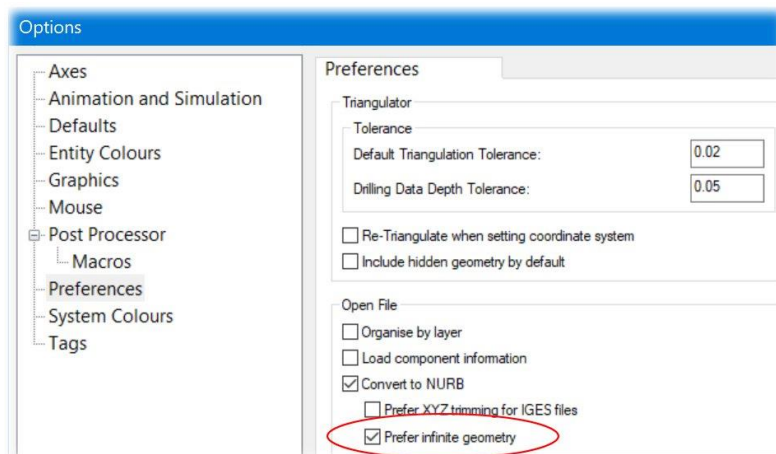 Options
Axes
Animation and Simulation
Defaults
Entity Colours
Graphics
Mouse
Post Processor
Macros
Preferences
System Colours
Tags
Preferences
Triangulator
Tolerance
Default Triangulation Tolerance: 0.02
Drilling Data Depth Tolerance: 0.05
Re-Triangulate when setting coordinate system
Include hidden geometry by default
Open File
Organise by layer
Load component information
Convert to NURB
Prefer XYZ trimming for IGES files
Prefer infinite geometry